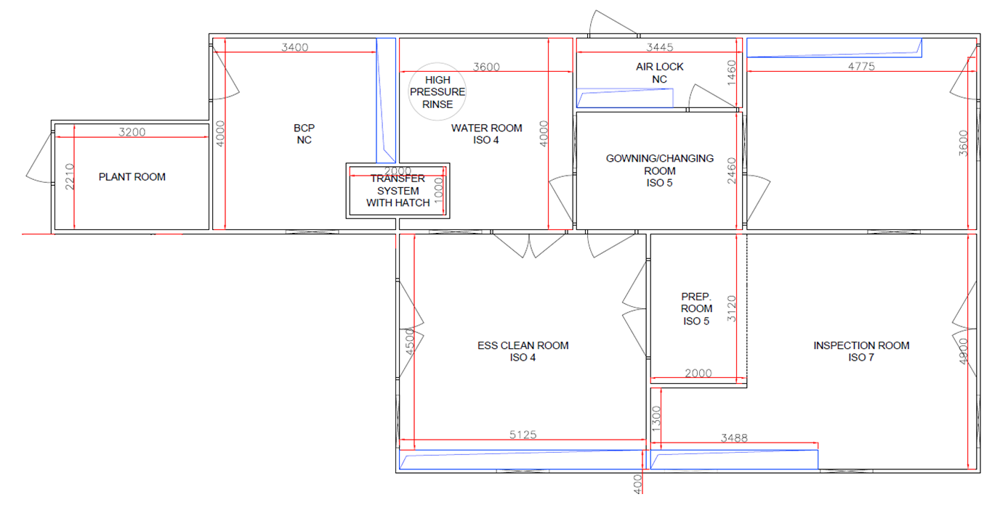 3400
3600
3445
4775
AIR LOCK
NC
1460
HIGH
PRESSURE
RINSE
3200
BCP
NC
4000
WATER ROOM
ISO 4
4000
3600
PLANT ROOM
2210
GOWNING/CHANGING
ROOM
ISO 5
2460
2000
TRANSFER
SYSTEM
WITH HATCH
1000
PREP.
ROOM
ISO 5
3120
4500
ESS CLEAN ROOM
ISO 4
INSPECTION ROOM
ISO 7
4900
2000
1300
5125
3488
400